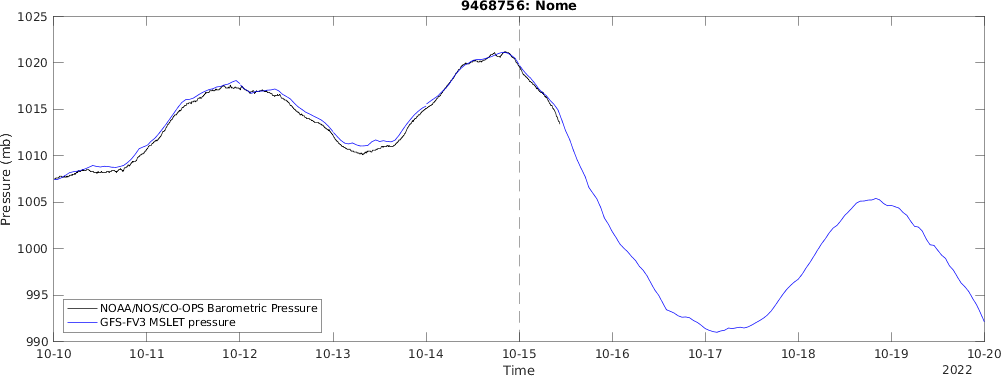 9468756: Nome
1025
1020
1015
1010
1005
1000
995
990
Pressure (mb)
NOAA/NOS/CO-OPS Barometric Pressure
GFS-FV3 MSLET pressure
10-10 10-11 10-12 10-13 10-14 10-15 10-16 10-17 10-18 10-19 10-20
Time
2022